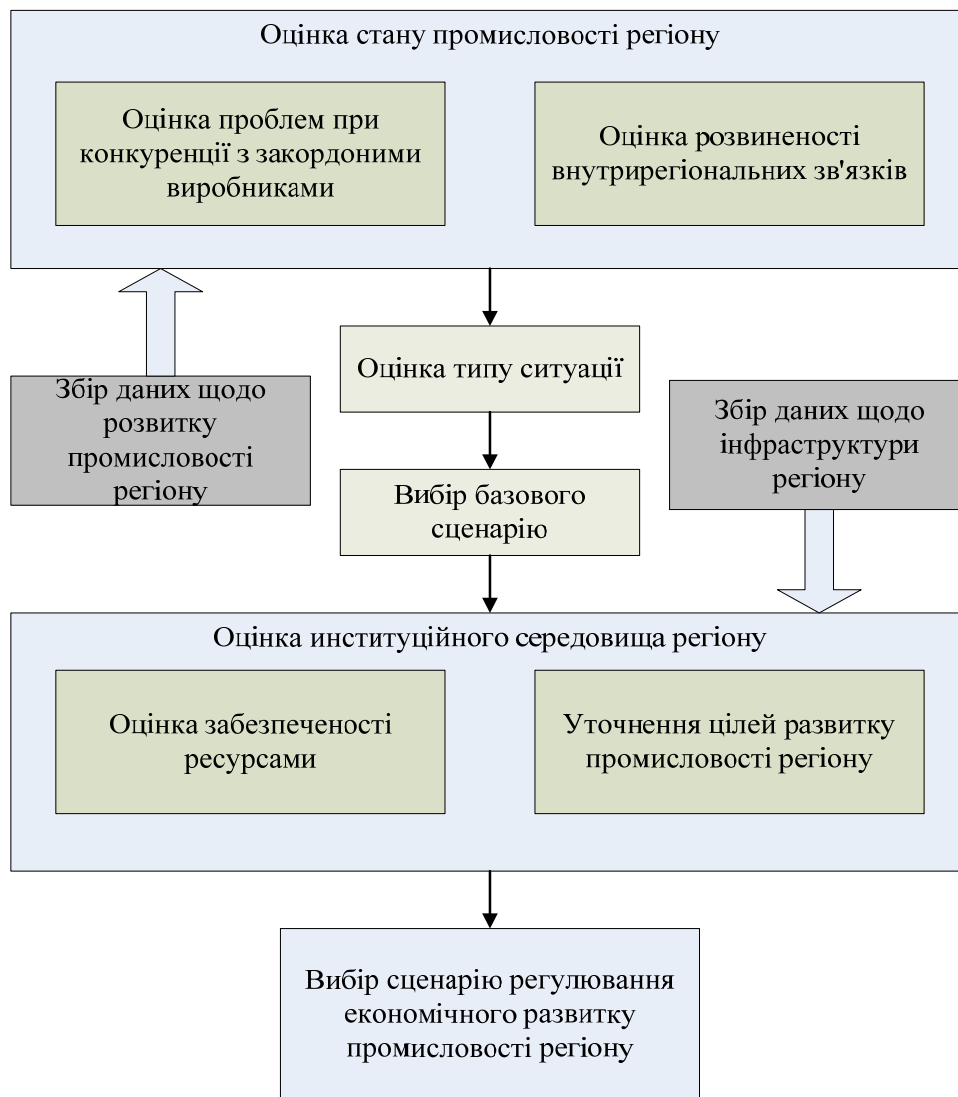 Оцінка стану промисловості регіону
Оцінка проблем при
конкуренції з закордоними
виробниками
Оцінка розвиненості
внутрирегіональних зв'язків
Оцінка типу ситуації
Збір даних щодо
розвитку
промисловості
регіону
Збір даних щодо
інфраструктури
регіону
Вибір базового
сценарію
Оцінка институційного середовища регіону
Оцінка забезпеченості
ресурсами
Уточнення цілей развитку
промисловості регіону
Вибір сценарію регулювання
економічного развитку
промисловості регіону